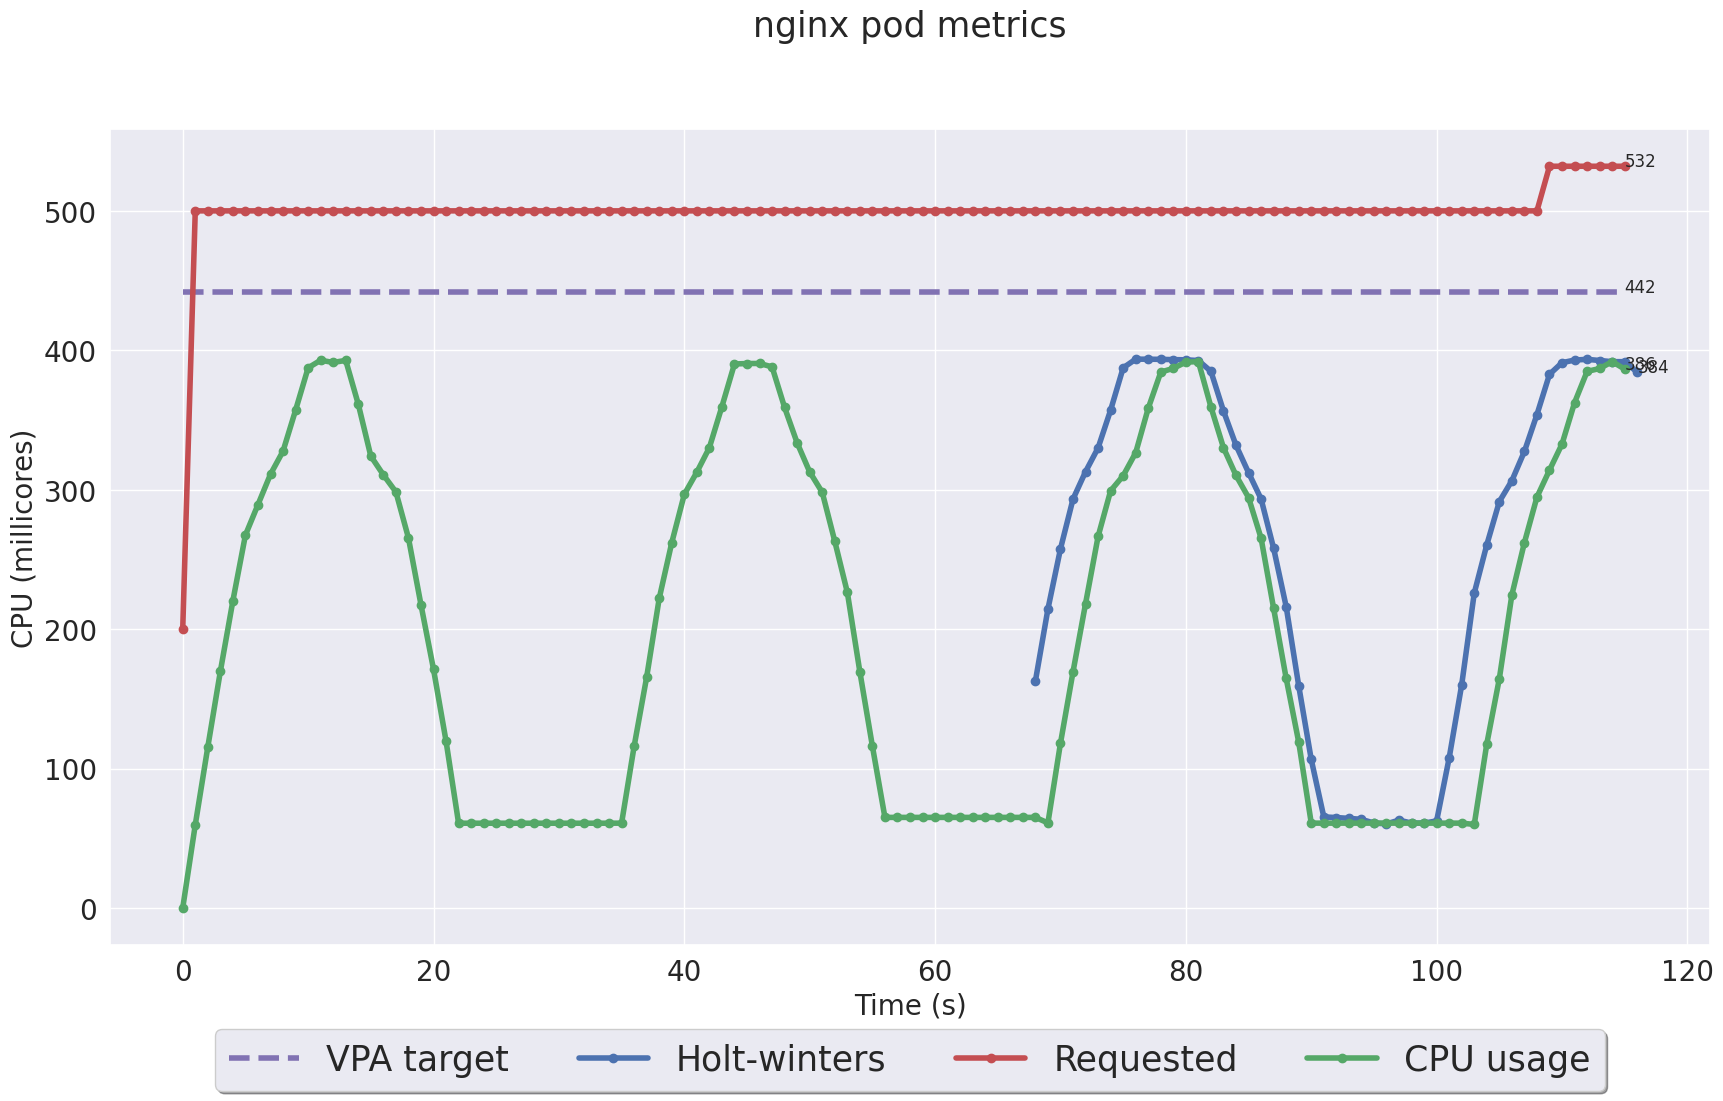 nginx pod metrics
CPU (millicores)
500
400
300
200
100
0
532
442
386
384
0 20 40 60 80 100 120
Time (s)
VPA target Holt-winters Requested CPU usage